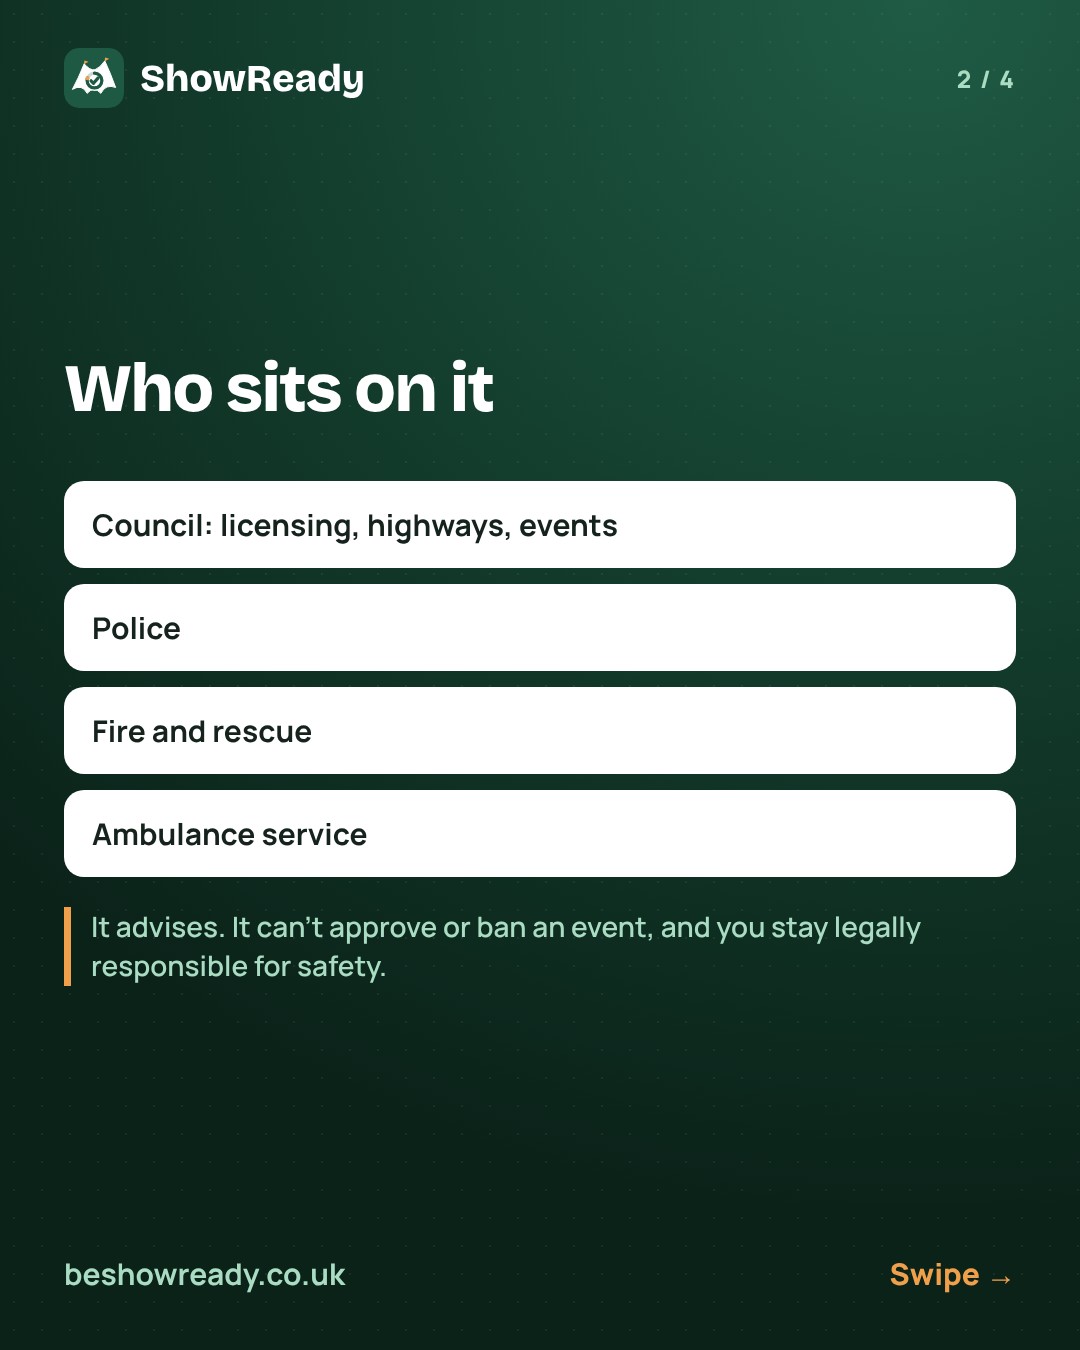 ShowReady
2 / 4
Who sits on it
Council: licensing, highways, events
Police
Fire and rescue
Ambulance service
It advises. It can’t approve or ban an event, and you stay legally
responsible for safety.
beshowready.co.uk
Swipe →